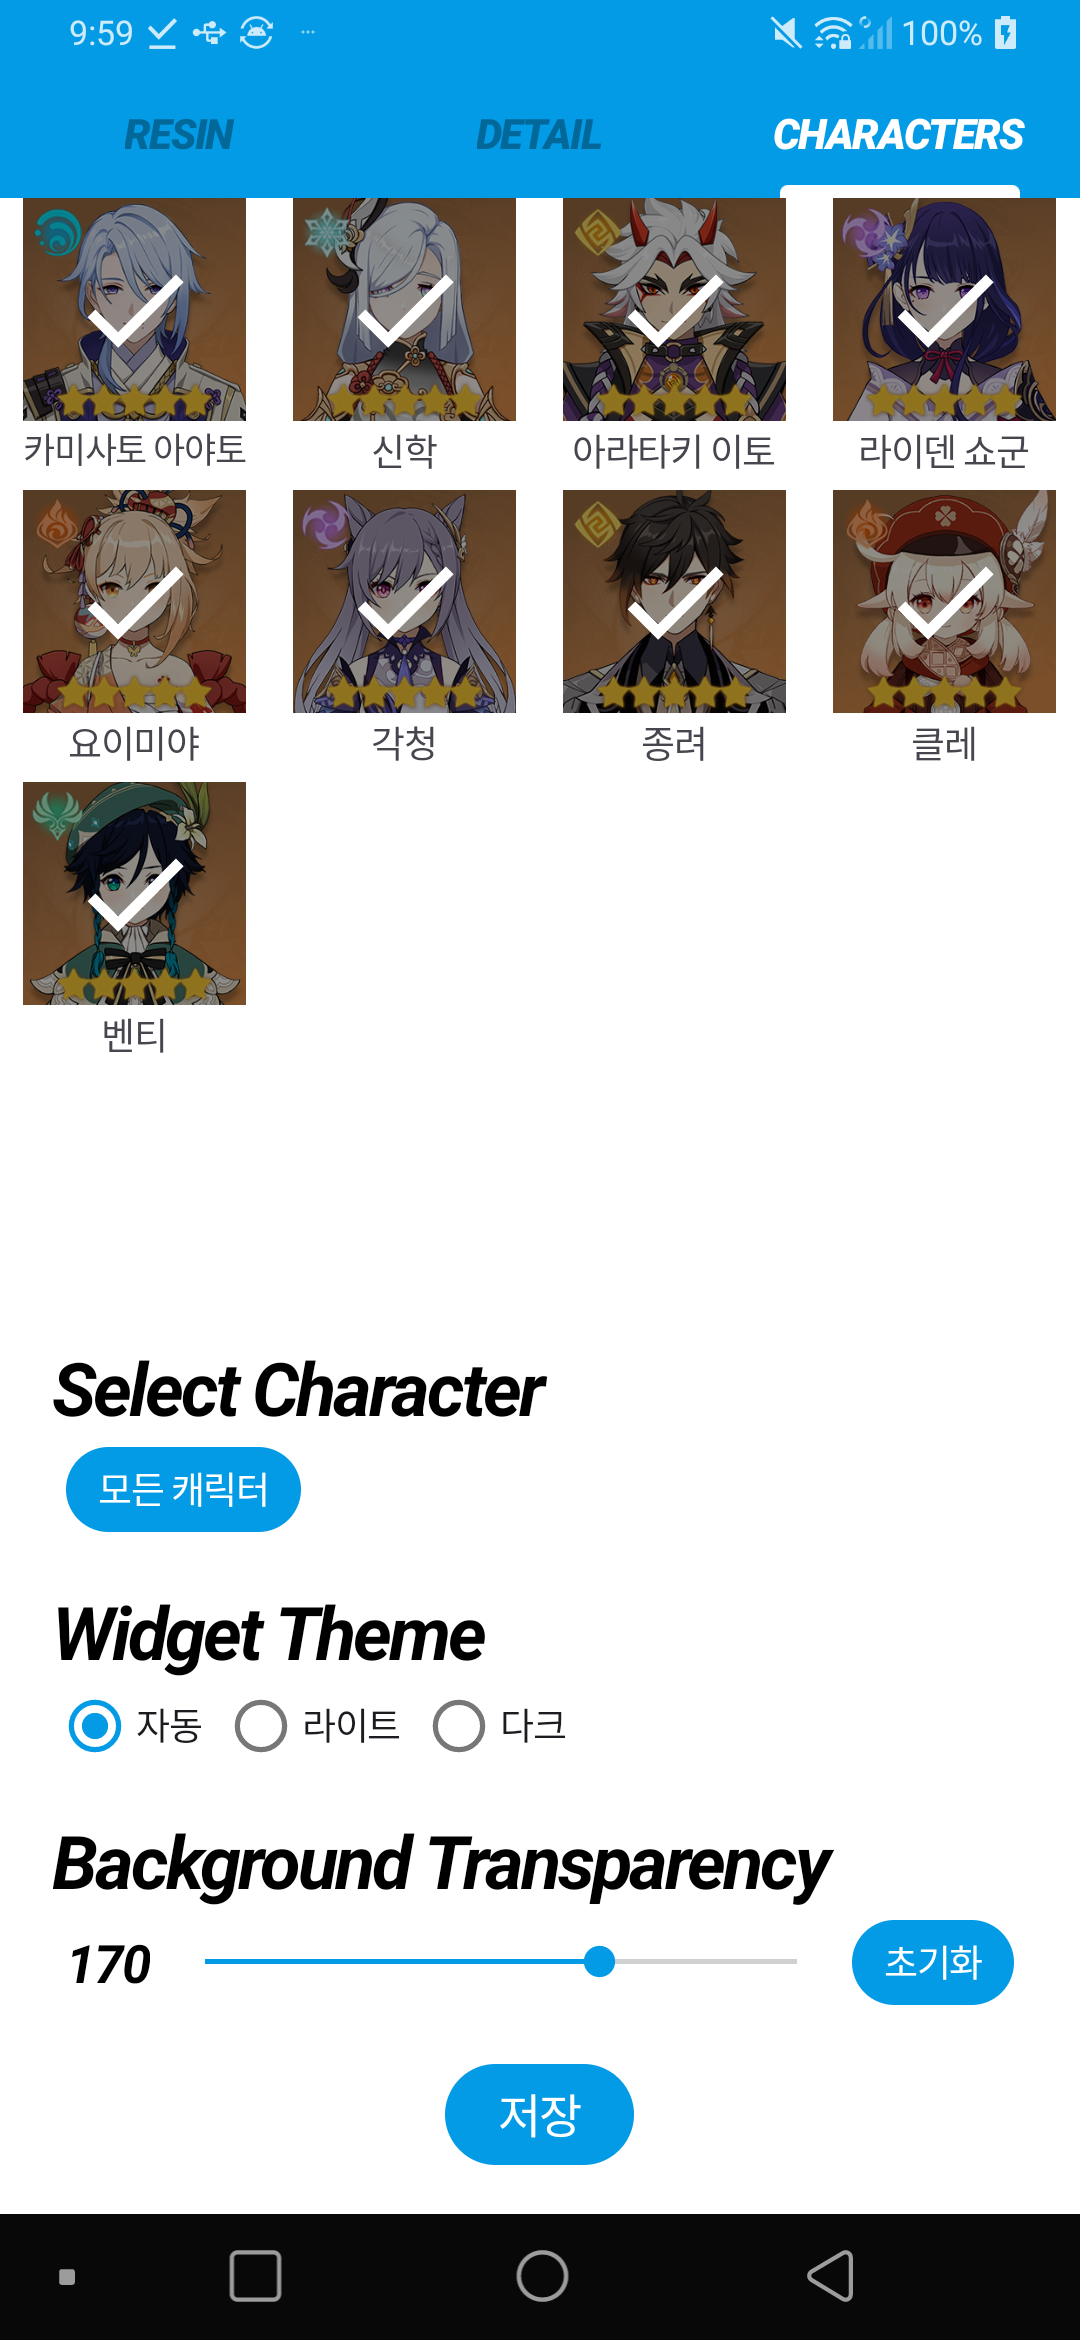 9:59
100%
RESIN DETAIL CHARACTERS
카미사토 아야토 신학 아라타키 이토 라이덴 쇼군
요이미야 각청 종려 클레
벤티
Select Character
모든 캐릭터
Widget Theme
자동 라이트 다크
Background Transparency
170 초기화
저장